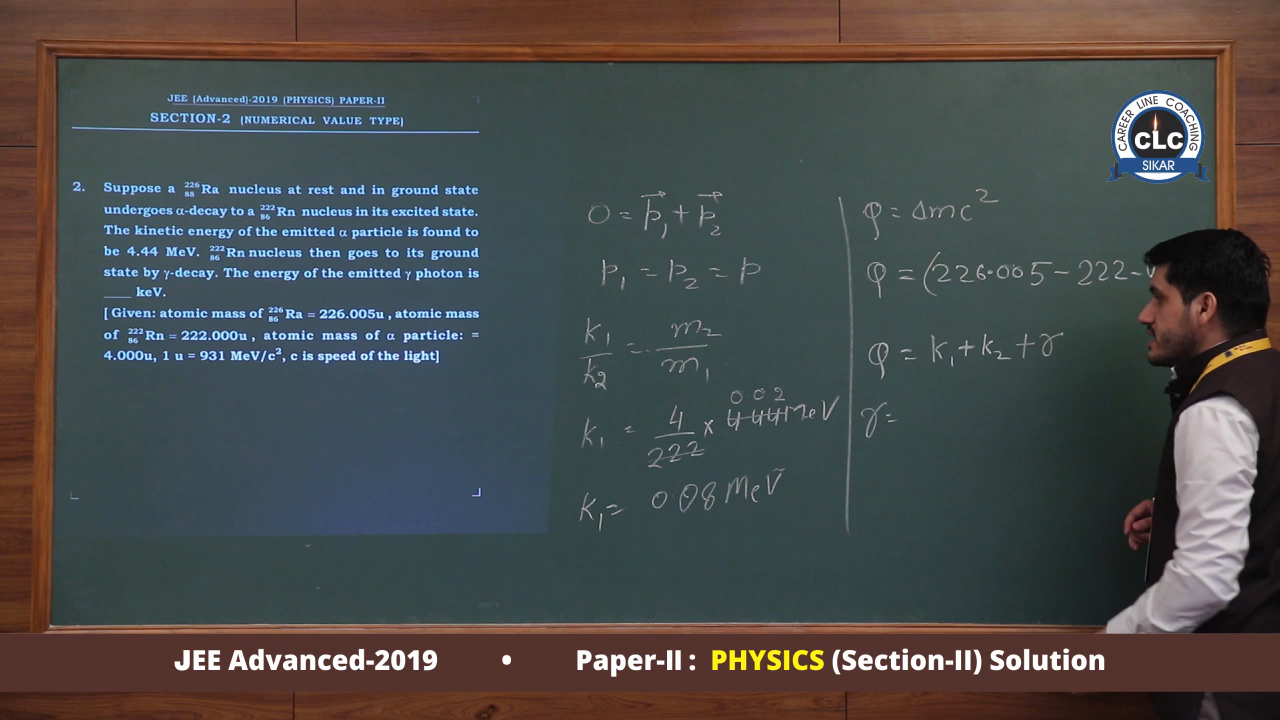 JEE (Advanced)-2019 (PHYSICS) PAPER-II
SECTION-2 (NUMERICAL VALUE TYPE)
2. Suppose a ²²⁶₈₈Ra nucleus at rest and in ground state
undergoes α-decay to a ²²²₈₆Rn nucleus in its excited state.
The kinetic energy of the emitted α particle is found to
be 4.44 MeV. ²²²₈₆Rn nucleus then goes to its ground
state by γ-decay. The energy of the emitted γ photon is
___ keV.
[Given: atomic mass of ²²⁶₈₆Ra = 226.005u, atomic mass
of ²²²₈₆Rn = 222.000u, atomic mass of α particle: =
4.000u, 1 u = 931 MeV/c², c is speed of the light]
0 = p⃗₁ + p⃗₂
p₁ = p₂ = p
k₁/k₂ = m₂/m₁
0 0 2
k₁ = 4/222 × 4.44 MeV
k₁ = 0.08 MeV
Q = Δmc²
Q = (226.005 - 222 -
Q = k₁ + k₂ + γ
γ =
CAREER LINE COACHING
CLC
SIKAR
JEE Advanced-2019 • Paper-II : PHYSICS (Section-II) Solution